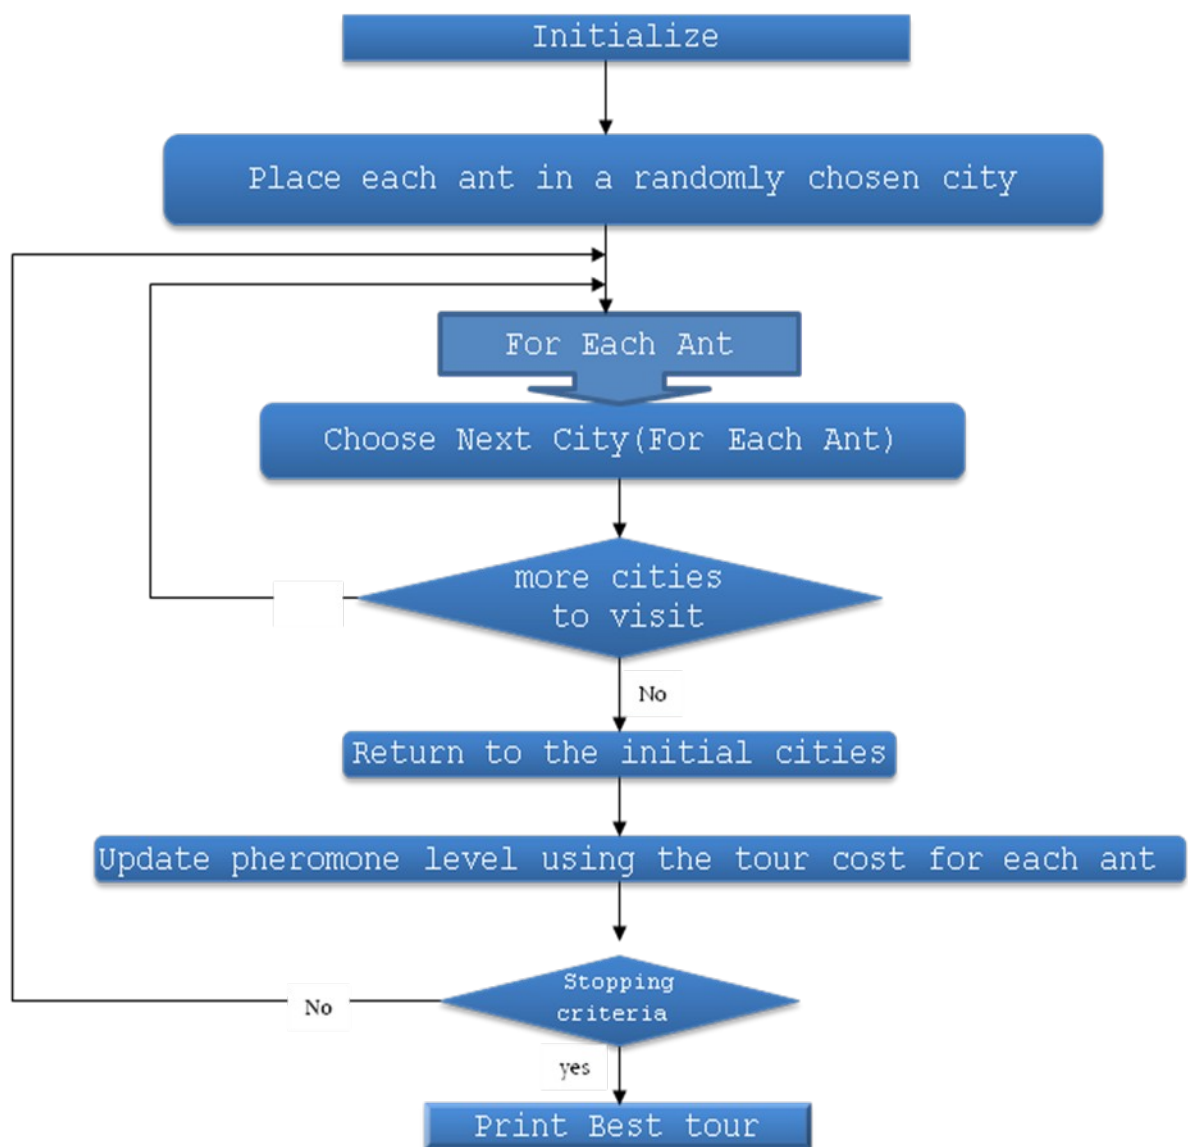 Initialize
Place each ant in a randomly chosen city
For Each Ant
Choose Next City(For Each Ant)
more cities
to visit
No
Return to the initial cities
Update pheromone level using the tour cost for each ant
Stopping
criteria
No
yes
Print Best tour